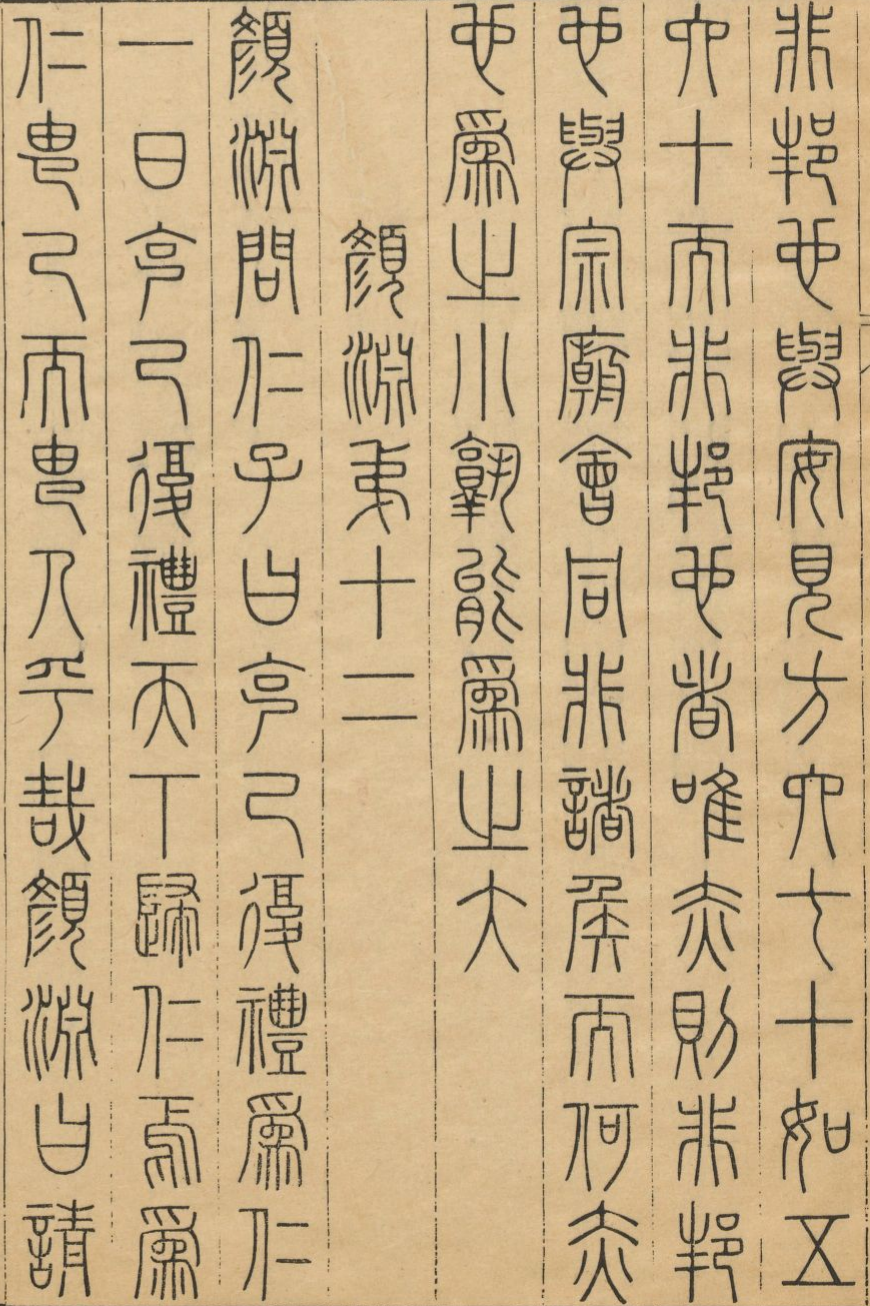 非邦也與安見方六七十如五
六十而非邦也者唯赤則非邦
也與宗廟會同非諸侯而何赤
也爲之小孰能爲之大
顏淵弟十二
顏淵問仁子曰克己復禮爲仁
一日克己復禮天下歸仁焉爲
仁由己而由人乎哉顏淵曰請